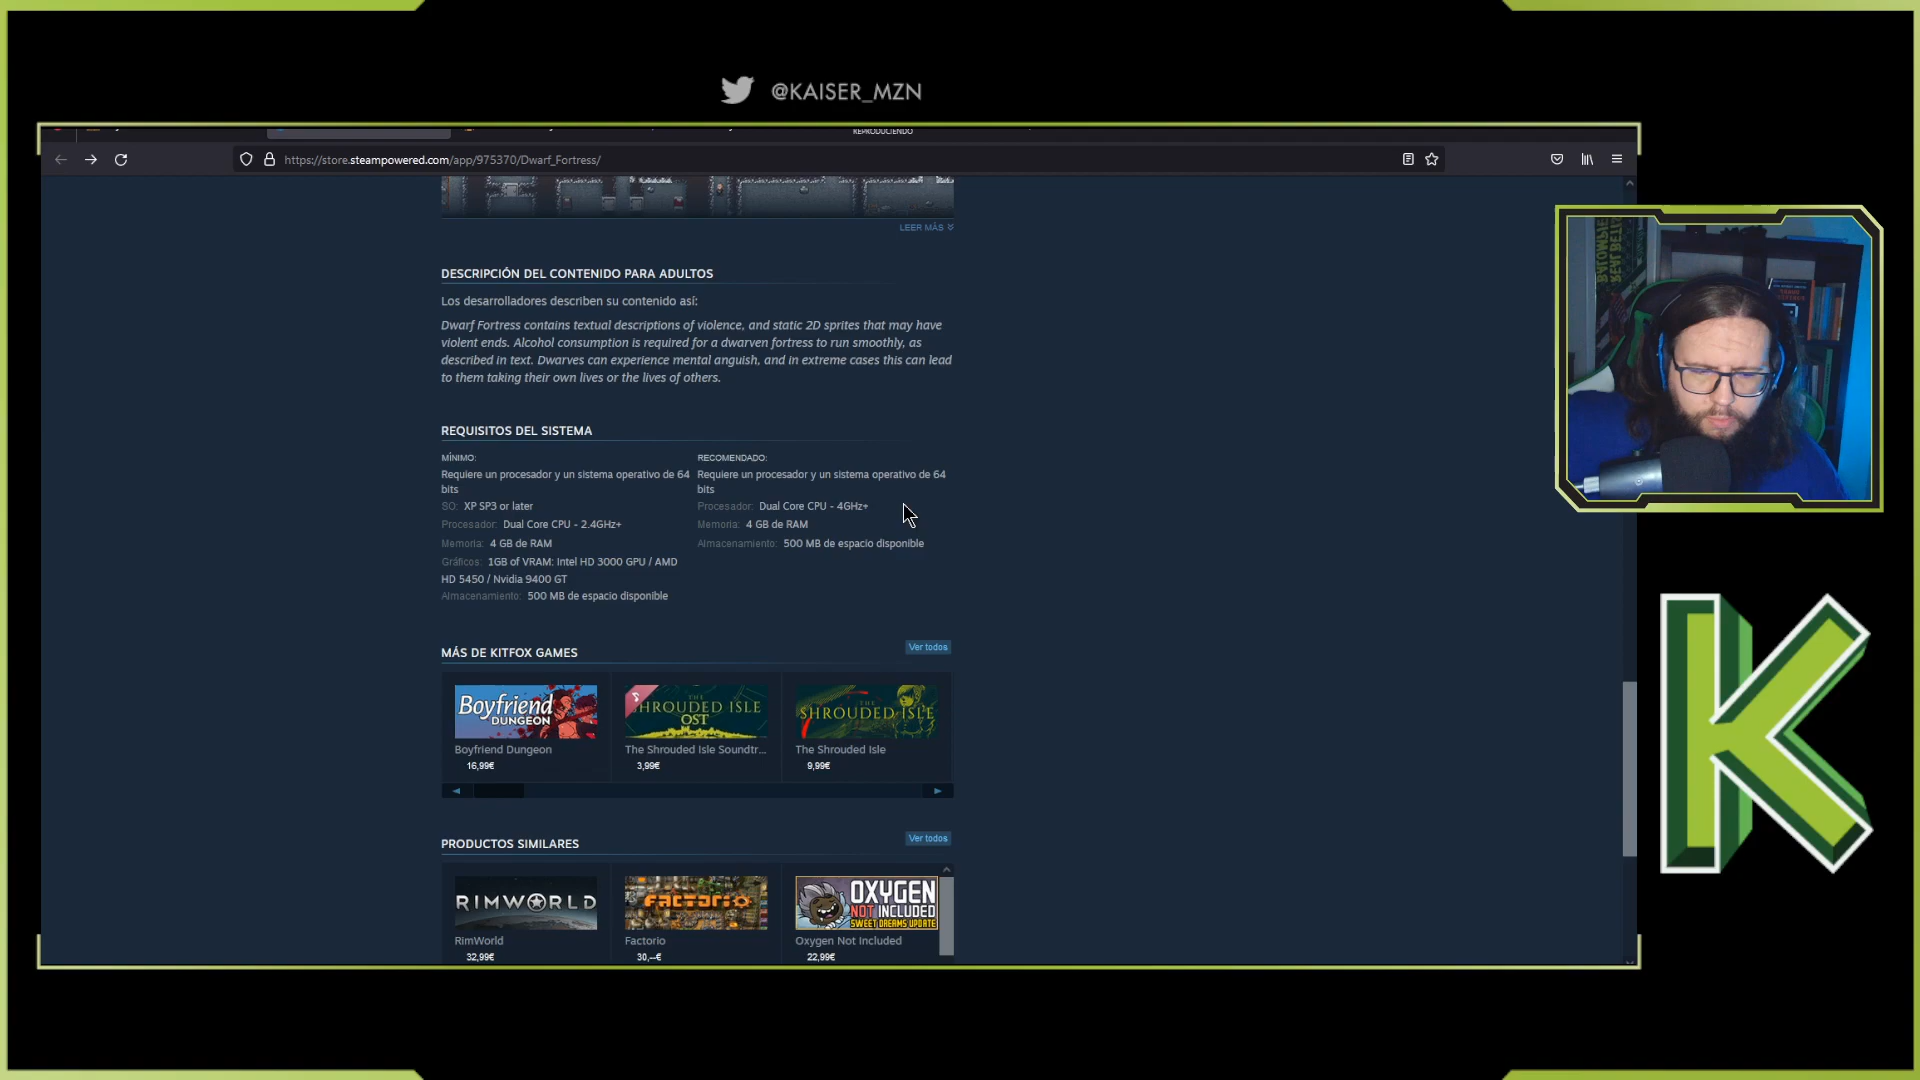 @KAISER_MZN
REPRODUCIENDO
https://store.steampowered.com/app/975370/Dwarf_Fortress/
LEER MÁS
DESCRIPCIÓN DEL CONTENIDO PARA ADULTOS
Los desarrolladores describen su contenido así:
Dwarf Fortress contains textual descriptions of violence, and static 2D sprites that may have
violent ends. Alcohol consumption is required for a dwarven fortress to run smoothly, as
described in text. Dwarves can experience mental anguish, and in extreme cases this can lead
to them taking their own lives or the lives of others.
REQUISITOS DEL SISTEMA
MÍNIMO:
Requiere un procesador y un sistema operativo de 64
bits
SO: XP SP3 or later
Procesador: Dual Core CPU - 2.4GHz+
Memoria: 4 GB de RAM
Gráficos: 1GB of VRAM: Intel HD 3000 GPU / AMD
HD 5450 / Nvidia 9400 GT
Almacenamiento: 500 MB de espacio disponible
RECOMENDADO:
Requiere un procesador y un sistema operativo de 64
bits
Procesador: Dual Core CPU - 4GHz+
Memoria: 4 GB de RAM
Almacenamiento: 500 MB de espacio disponible
MÁS DE KITFOX GAMES
Ver todos
Boyfriend
DUNGEON
Boyfriend Dungeon
16,99€
THE
SHROUDED ISLE
OST
The Shrouded Isle Soundtr...
3,99€
THE
SHROUDED ISLE
The Shrouded Isle
9,99€
PRODUCTOS SIMILARES
Ver todos
RIMWORLD
RimWorld
32,99€
FACTORIO
Factorio
30,--€
OXYGEN
NOT INCLUDED
SWEET DREAMS UPDATE
Oxygen Not Included
22,99€
REAL BETIS
BALOMPIE
K